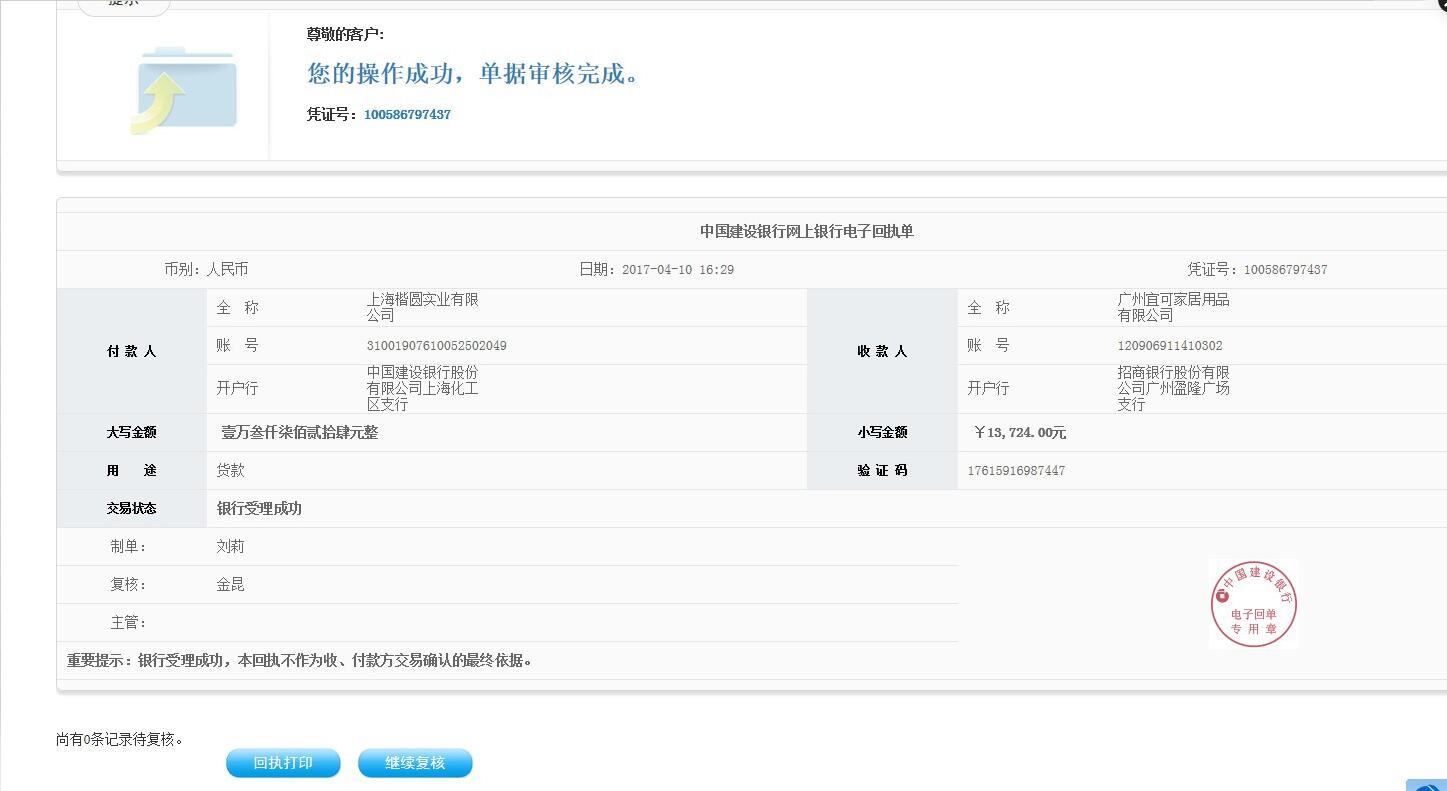 提示
尊敬的客户:
您的操作成功，单据审核完成。
凭证号：100586797437
中国建设银行网上银行电子回执单
币别：人民币 日期：2017-04-10 16:29 凭证号：100586797437
付 款 人
全 称
上海楷圆实业有限
公司
账 号
31001907610052502049
开户行
中国建设银行股份
有限公司上海化工
区支行
收 款 人
全 称
广州宜可家居用品
有限公司
账 号
120906911410302
开户行
招商银行股份有限
公司广州盈隆广场
支行
大写金额 壹万叁仟柒佰贰拾肆元整 小写金额 ￥13,724.00元
用 途 货款 验 证 码 17615916987447
交易状态 银行受理成功
制单： 刘莉
复核： 金昆
主管：
中国建设银行
电子回单
专 用 章
重要提示：银行受理成功，本回执不作为收、付款方交易确认的最终依据。
尚有0条记录待复核。
回执打印 继续复核